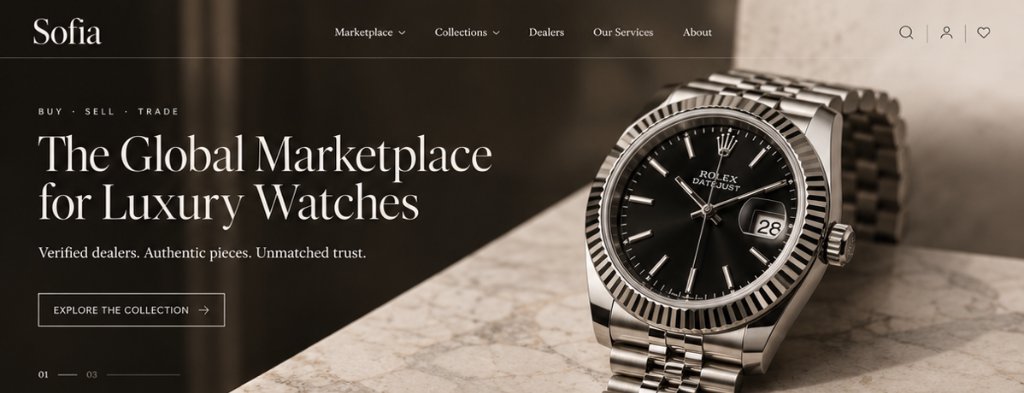 Sofia
Marketplace
Collections
Dealers
Our Services
About
BUY · SELL · TRADE
The Global Marketplace
for Luxury Watches
Verified dealers. Authentic pieces. Unmatched trust.
EXPLORE THE COLLECTION
01
03
ROLEX
DATEJUST
28